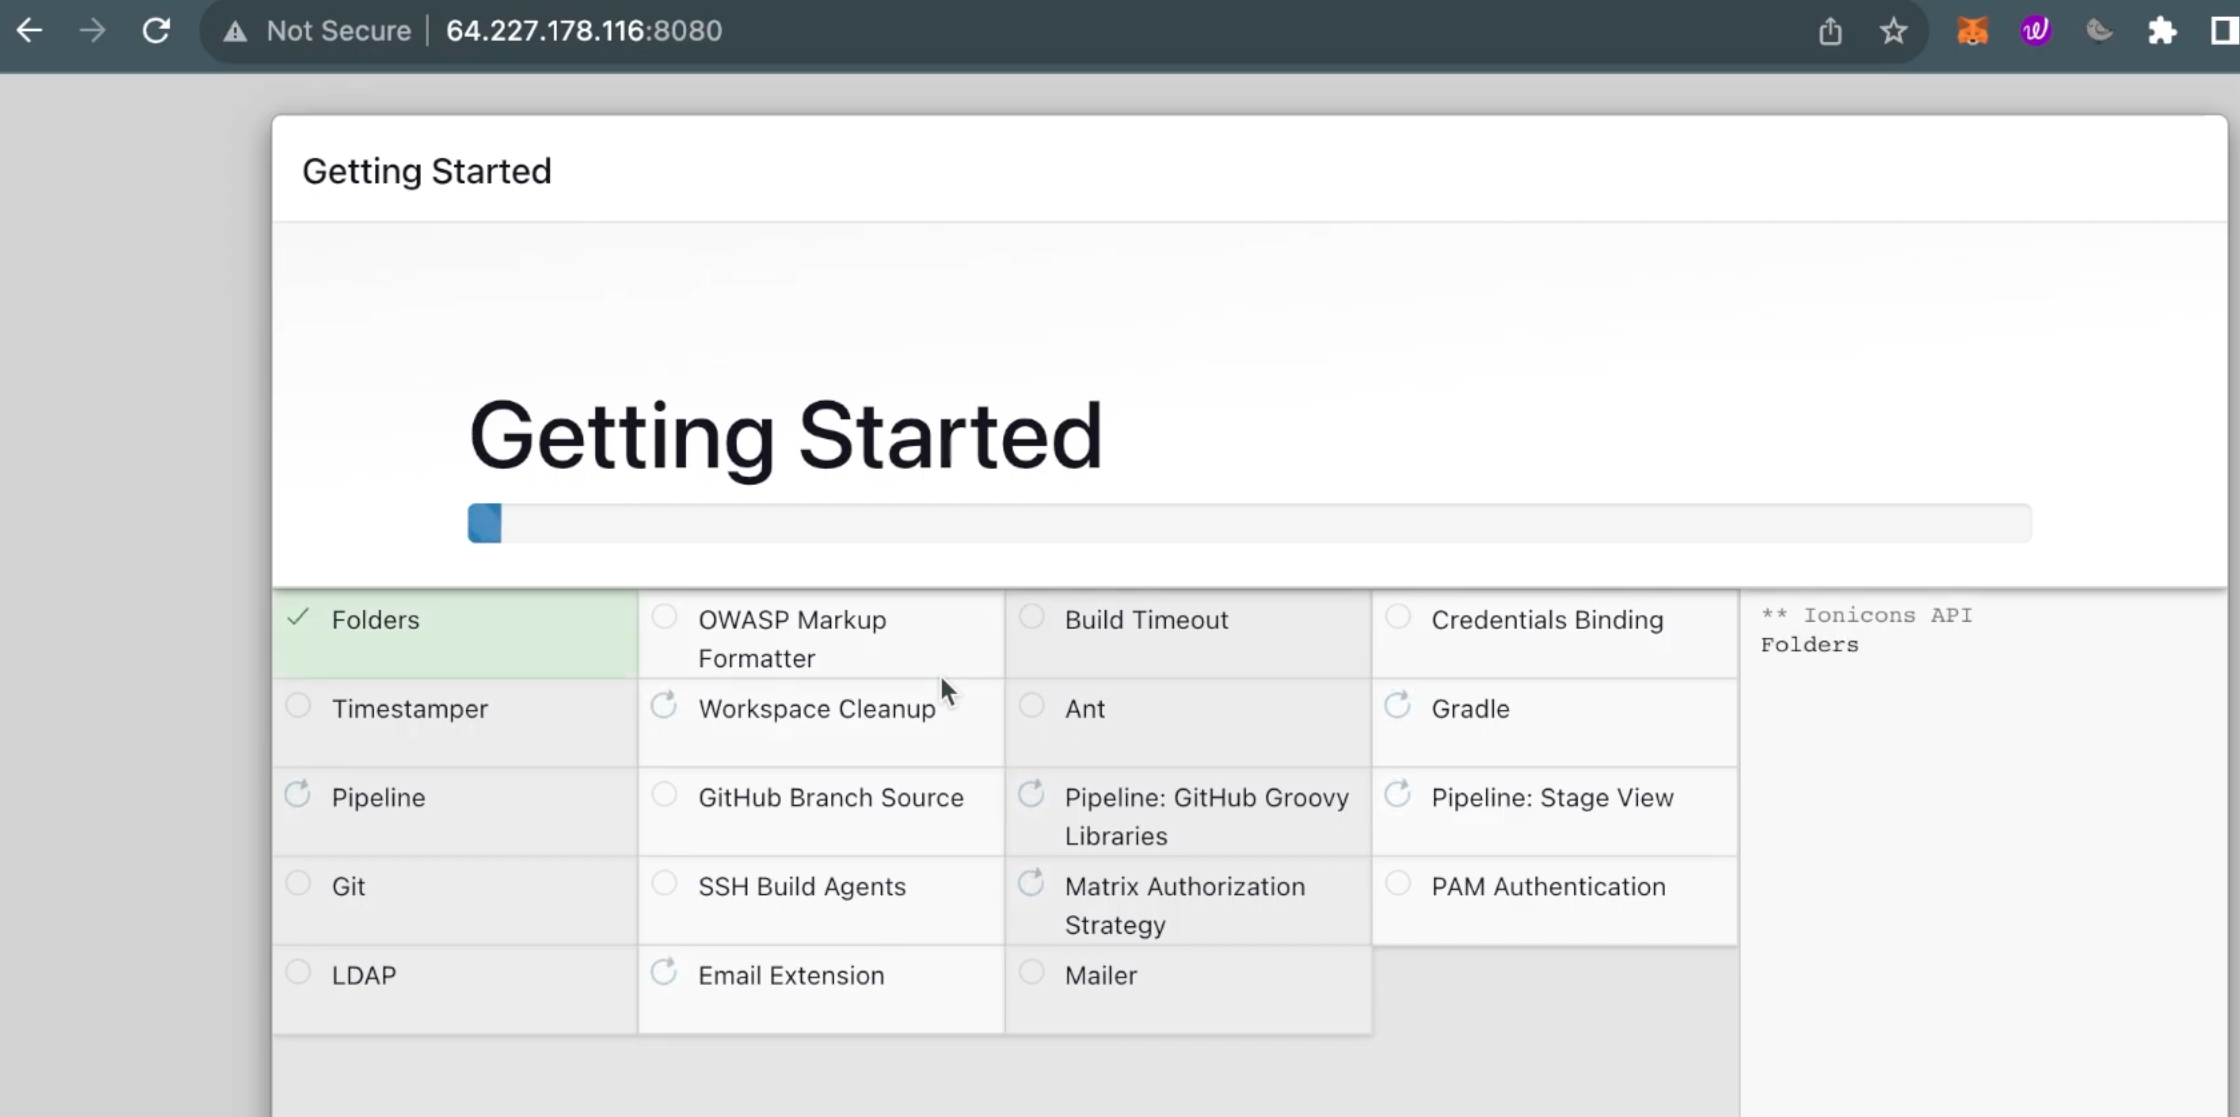 Not Secure 64.227.178.116:8080
Getting Started
Getting Started
Folders
OWASP Markup
Formatter
Build Timeout
Credentials Binding
** Ionicons API
Folders
Timestamper
Workspace Cleanup
Ant
Gradle
Pipeline
GitHub Branch Source
Pipeline: GitHub Groovy
Libraries
Pipeline: Stage View
Git
SSH Build Agents
Matrix Authorization
Strategy
PAM Authentication
LDAP
Email Extension
Mailer